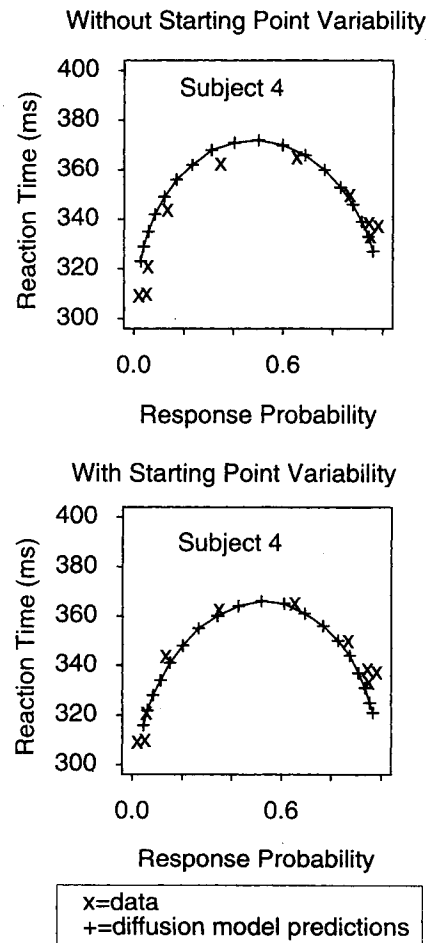 Without Starting Point Variability
Subject 4
400
380
360
340
320
300
Reaction Time (ms)
0.0 0.6
Response Probability
With Starting Point Variability
Subject 4
400
380
360
340
320
300
Reaction Time (ms)
0.0 0.6
Response Probability
x=data
+=diffusion model predictions